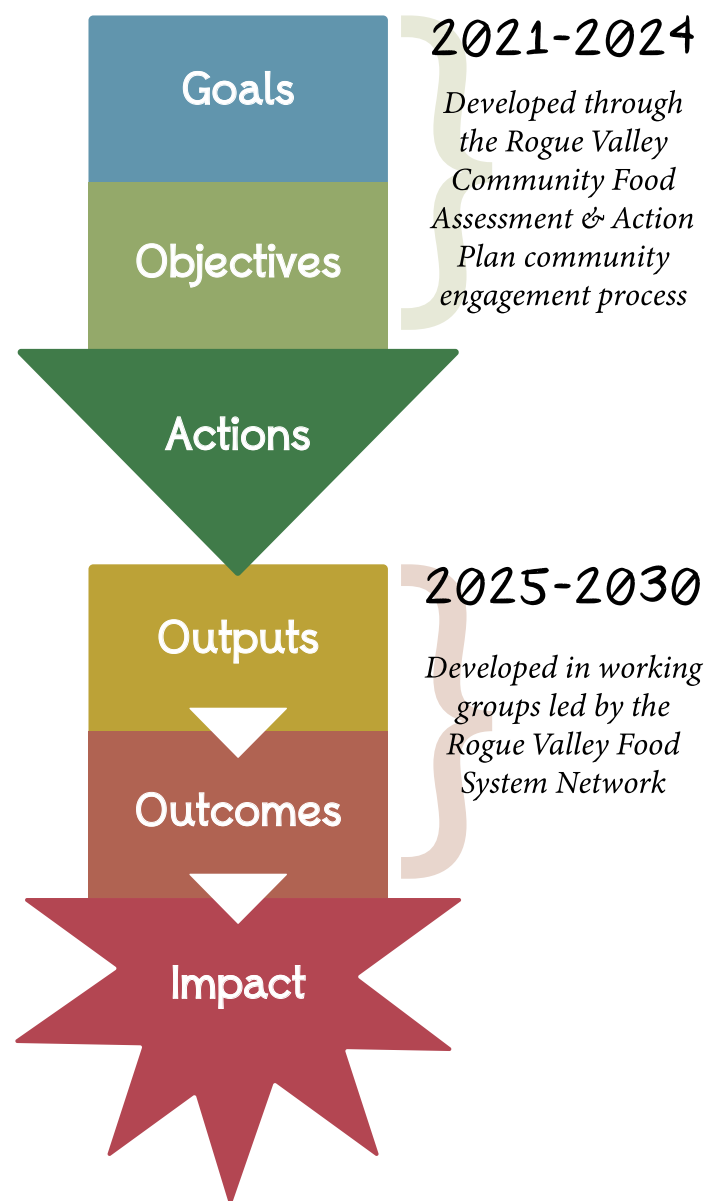 Goals
Objectives
Actions
2021-2024
Developed through
the Rogue Valley
Community Food
Assessment & Action
Plan community
engagement process
Outputs
Outcomes
Impact
2025-2030
Developed in working
groups led by the
Rogue Valley Food
System Network